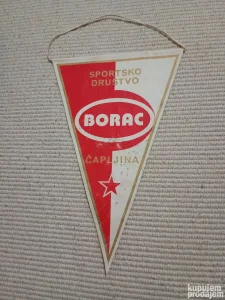 SPORTSKO
DRUŠTVO
BORAC
ČAPLJINA
kupujem
prodajem